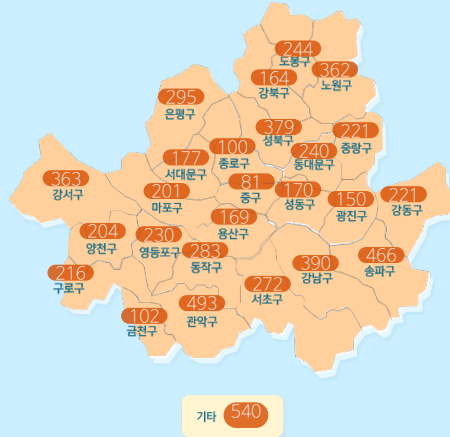 244
도봉구
362
노원구
164
강북구
295
은평구
379
성북구
221
중랑구
100
종로구
240
동대문구
177
서대문구
363
강서구
201
마포구
81
중구
170
성동구
150
광진구
221
강동구
169
용산구
204
양천구
230
영등포구
283
동작구
466
송파구
390
강남구
216
구로구
272
서초구
493
관악구
102
금천구
기타 540